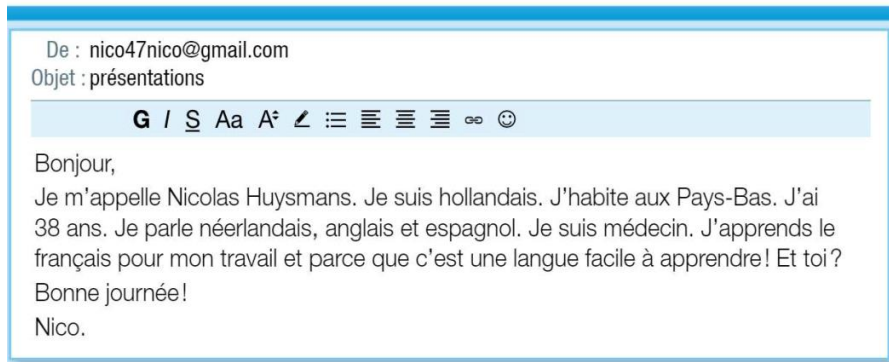 De : nico47nico@gmail.com
Objet : présentations
G I S Aa A
Bonjour,
Je m’appelle Nicolas Huysmans. Je suis hollandais. J’habite aux Pays-Bas. J’ai
38 ans. Je parle néerlandais, anglais et espagnol. Je suis médecin. J’apprends le
français pour mon travail et parce que c’est une langue facile à apprendre! Et toi?
Bonne journée!
Nico.